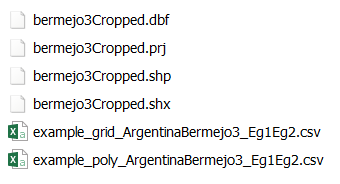 bermejo3Cropped.dbf
bermejo3Cropped.prj
bermejo3Cropped.shp
bermejo3Cropped.shx
example_grid_ArgentinaBermejo3_Eg1Eg2.csv
example_poly_ArgentinaBermejo3_Eg1Eg2.csv